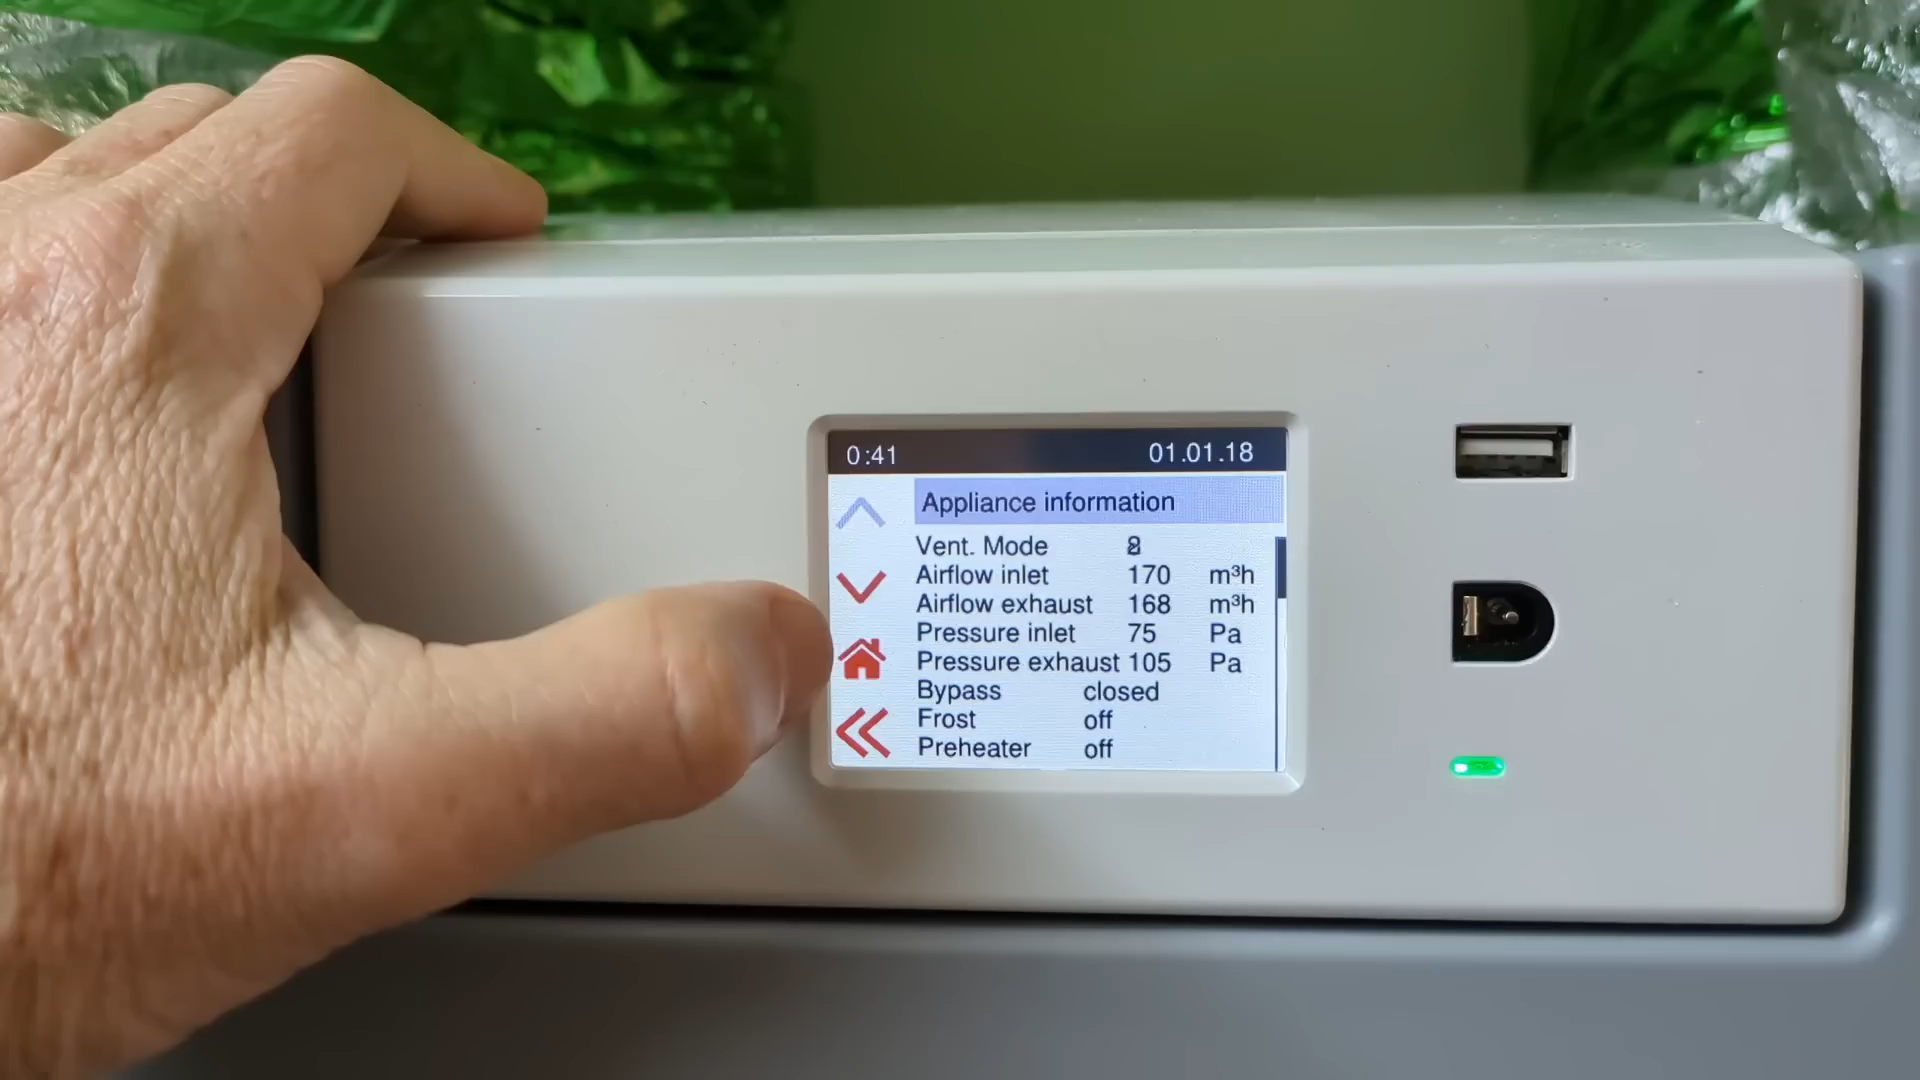 0:41 01.01.18
Appliance information
Vent. Mode
Airflow inlet 170 m³h
Airflow exhaust 168 m³h
Pressure inlet 75 Pa
Pressure exhaust 105 Pa
Bypass closed
Frost off
Preheater off